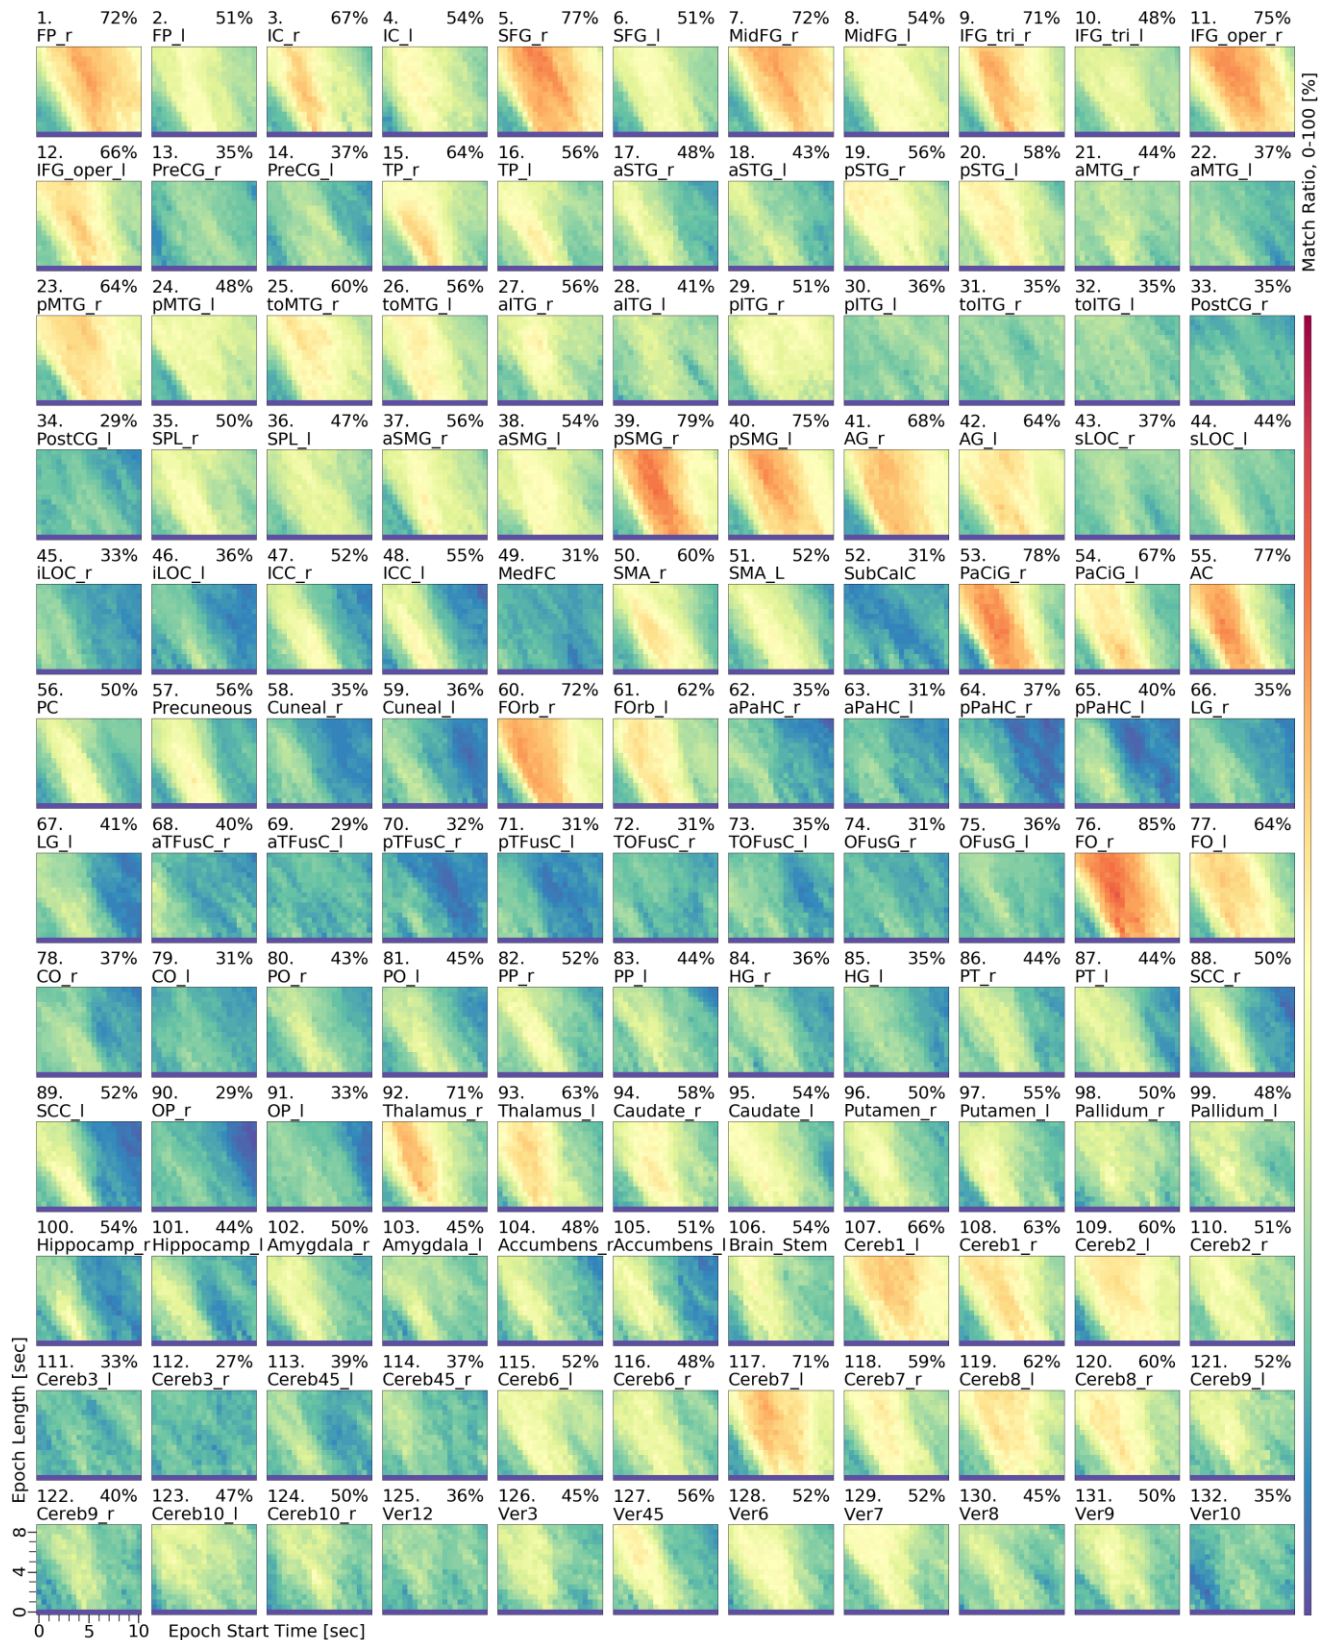 1. 72% 2. 51% 3. 67% 4. 54% 5. 77% 6. 51% 7. 72% 8. 54% 9. 71% 10. 48% 11. 75%
FP_r FP_l IC_r IC_l SFG_r SFG_l MidFG_r MidFG_l IFG_tri_r IFG_tri_l IFG_oper_r
12. 66% 13. 35% 14. 37% 15. 64% 16. 56% 17. 48% 18. 43% 19. 56% 20. 58% 21. 44% 22. 37%
IFG_oper_l PreCG_r PreCG_l TP_r TP_l aSTG_r aSTG_l pSTG_r pSTG_l aMTG_r aMTG_l
23. 64% 24. 48% 25. 60% 26. 56% 27. 56% 28. 41% 29. 51% 30. 36% 31. 35% 32. 35% 33. 35%
pMTG_r pMTG_l toMTG_r toMTG_l aITG_r aITG_l pITG_r pITG_l toITG_r toITG_l PostCG_r
34. 29% 35. 50% 36. 47% 37. 56% 38. 54% 39. 79% 40. 75% 41. 68% 42. 64% 43. 37% 44. 44%
PostCG_l SPL_r SPL_l aSMG_r aSMG_l pSMG_r pSMG_l AG_r AG_l sLOC_r sLOC_l
45. 33% 46. 36% 47. 52% 48. 55% 49. 31% 50. 60% 51. 52% 52. 31% 53. 78% 54. 67% 55. 77%
iLOC_r iLOC_l ICC_r ICC_l MedFC SMA_r SMA_L SubCalC PaCiG_r PaCiG_l AC
56. 50% 57. 56% 58. 35% 59. 36% 60. 72% 61. 62% 62. 35% 63. 31% 64. 37% 65. 40% 66. 35%
PC Precuneous Cuneal_r Cuneal_l FOrb_r FOrb_l aPaHC_r aPaHC_l pPaHC_r pPaHC_l LG_r
67. 41% 68. 40% 69. 29% 70. 32% 71. 31% 72. 31% 73. 35% 74. 31% 75. 36% 76. 85% 77. 64%
LG_l aTFusC_r aTFusC_l pTFusC_r pTFusC_l TOFusC_r TOFusC_l OFusG_r OFusG_l FO_r FO_l
78. 37% 79. 31% 80. 43% 81. 45% 82. 52% 83. 44% 84. 36% 85. 35% 86. 44% 87. 44% 88. 50%
CO_r CO_l PO_r PO_l PP_r PP_l HG_r HG_l PT_r PT_l SCC_r
89. 52% 90. 29% 91. 33% 92. 71% 93. 63% 94. 58% 95. 54% 96. 50% 97. 55% 98. 50% 99. 48%
SCC_l OP_r OP_l Thalamus_r Thalamus_l Caudate_r Caudate_l Putamen_r Putamen_l Pallidum_r Pallidum_l
100. 54% 101. 44% 102. 50% 103. 45% 104. 48% 105. 51% 106. 54% 107. 66% 108. 63% 109. 60% 110. 51%
Hippocamp_r Hippocamp_l Amygdala_r Amygdala_l Accumbens_r Accumbens_l Brain_Stem Cereb1_l Cereb1_r Cereb2_l Cereb2_r
111. 33% 112. 27% 113. 39% 114. 37% 115. 52% 116. 48% 117. 71% 118. 59% 119. 62% 120. 60% 121. 52%
Cereb3_l Cereb3_r Cereb45_l Cereb45_r Cereb6_l Cereb6_r Cereb7_l Cereb7_r Cereb8_l Cereb8_r Cereb9_l
122. 40% 123. 47% 124. 50% 125. 36% 126. 45% 127. 56% 128. 52% 129. 52% 130. 45% 131. 50% 132. 35%
Cereb9_r Cereb10_l Cereb10_r Ver12 Ver3 Ver45 Ver6 Ver7 Ver8 Ver9 Ver10
8
4
0
0 5 10 Epoch Start Time [sec]
Epoch Length [sec]
Match Ratio, 0-100 [%]